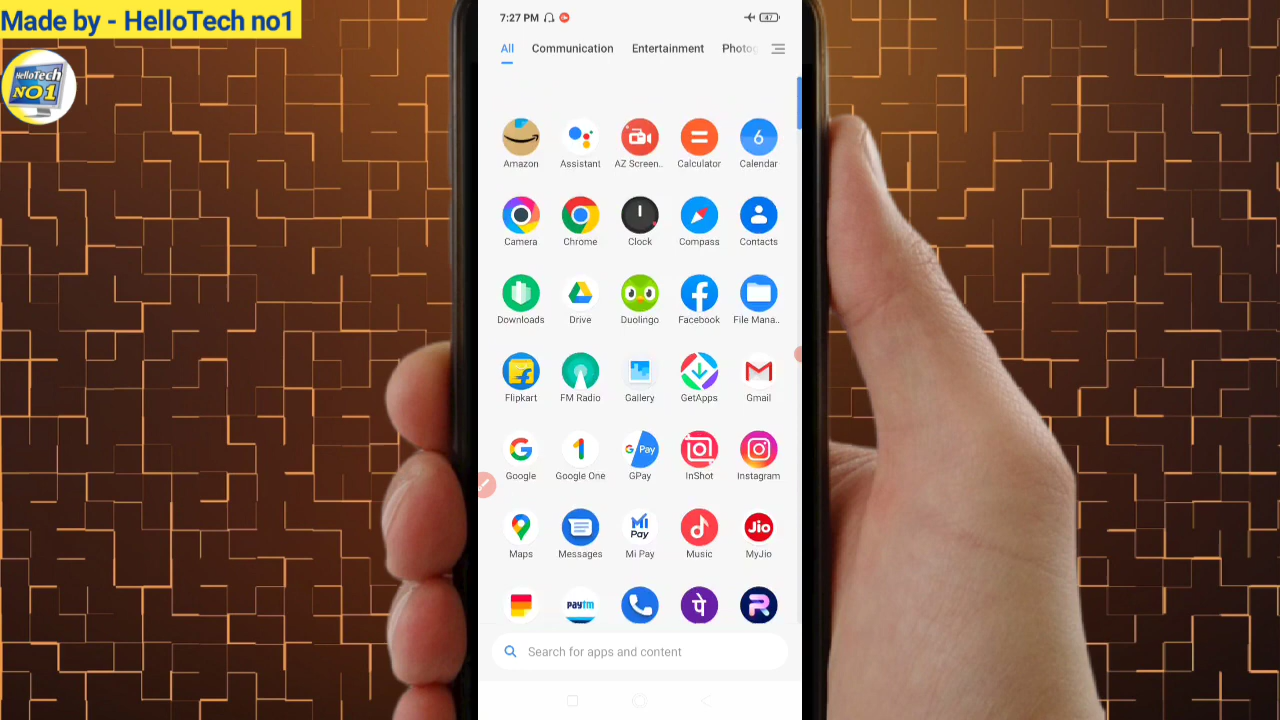 Made by - HelloTech no1
HelloTech
NO1
7:27 PM 47
All Communication Entertainment Photog
Amazon Assistant AZ Screen.. Calculator Calendar
6
Camera Chrome Clock Compass Contacts
Downloads Drive Duolingo Facebook File Mana..
Flipkart FM Radio Gallery GetApps Gmail
G Pay
Google Google One GPay InShot Instagram
Mi Pay Jio
Maps Messages Mi Pay Music MyJio
paytm पे R
Search for apps and content